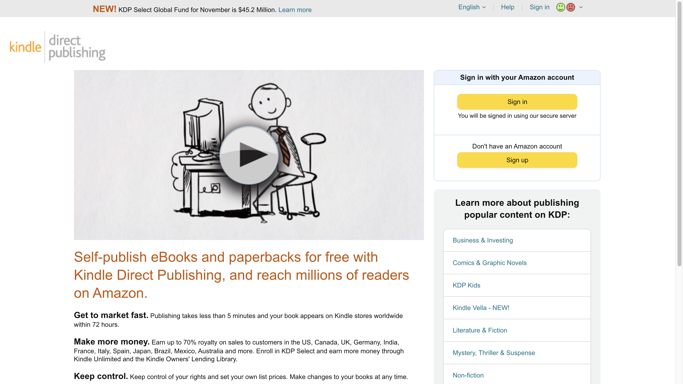 NEW! KDP Select Global Fund for November is $45.2 Million. Learn more
English
Help
Sign in
kindle direct publishing
Sign in with your Amazon account
Sign in
You will be signed in using our secure server
Don't have an Amazon account
Sign up
Self-publish eBooks and paperbacks for free with
Kindle Direct Publishing, and reach millions of readers
on Amazon.
Get to market fast. Publishing takes less than 5 minutes and your book appears on Kindle stores worldwide
within 72 hours.
Make more money. Earn up to 70% royalty on sales to customers in the US, Canada, UK, Germany, India,
France, Italy, Spain, Japan, Brazil, Mexico, Australia and more. Enroll in KDP Select and earn more money through
Kindle Unlimited and the Kindle Owners' Lending Library.
Keep control. Keep control of your rights and set your own list prices. Make changes to your books at any time.
Learn more about publishing
popular content on KDP:
Business & Investing
Comics & Graphic Novels
KDP Kids
Kindle Vella - NEW!
Literature & Fiction
Mystery, Thriller & Suspense
Non-fiction